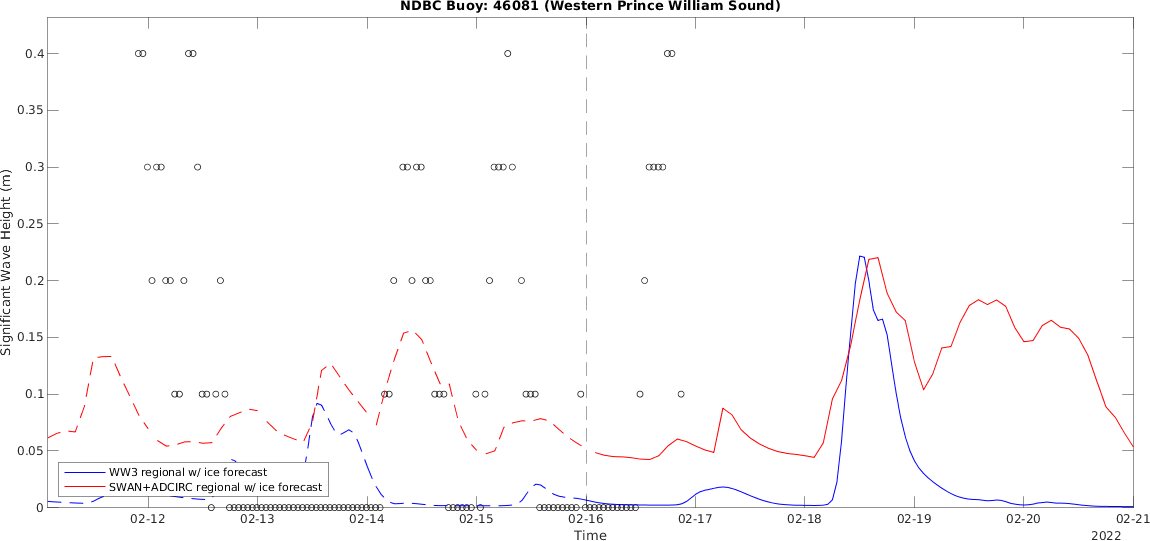 NDBC Buoy: 46081 (Western Prince William Sound)
Significant Wave Height (m)
0.4
0.35
0.3
0.25
0.2
0.15
0.1
0.05
0
WW3 regional w/ ice forecast
SWAN+ADCIRC regional w/ ice forecast
02-12 02-13 02-14 02-15 02-16 02-17 02-18 02-19 02-20 02-21
Time
2022